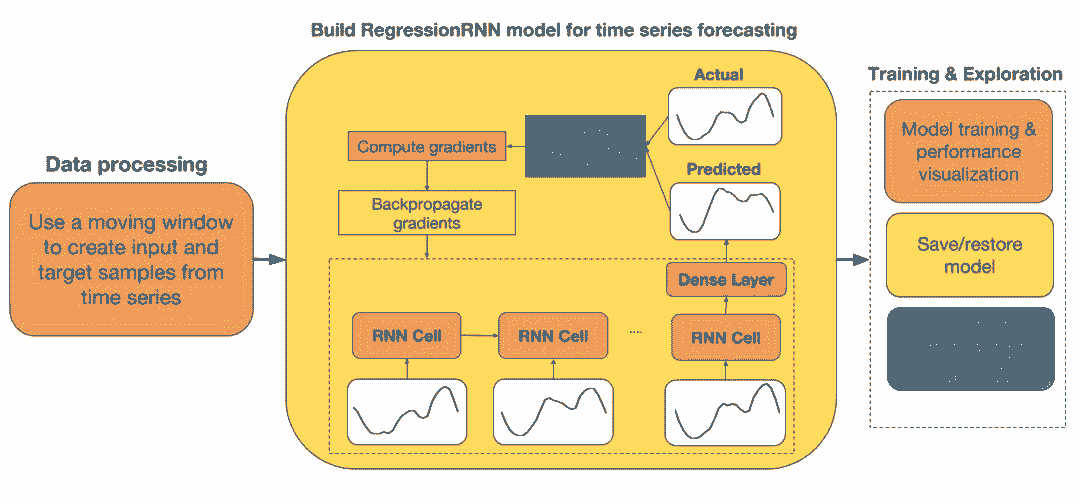 Build RegressionRNN model for time series forecasting
Data processing
Use a moving window
to create input and
target samples from
time series
Actual
Compute gradients
Predicted
Backpropagate
gradients
Dense Layer
RNN Cell
RNN Cell
....
RNN Cell
Training & Exploration
Model training &
performance
visualization
Save/restore
model